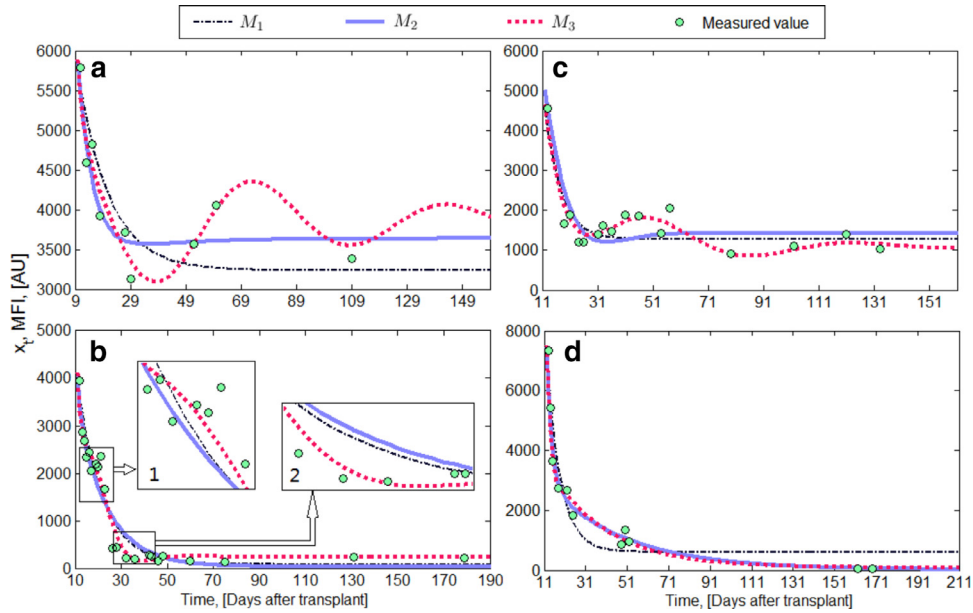 M₁ M₂ M₃ Measured value
a
6000
5500
5000
4500
4000
3500
3000
9 29 49 69 89 109 129 149
c
6000
5000
4000
3000
2000
1000
0
11 31 51 71 91 111 131 151
xₜ, MFI, [AU]
b
5000
4000
3000
2000
1000
0
1
2
10 30 50 70 90 110 130 150 170 190
Time, [Days after transplant]
d
8000
6000
4000
2000
0
11 31 51 71 91 111 131 151 171 191 211
Time, [Days after transplant]